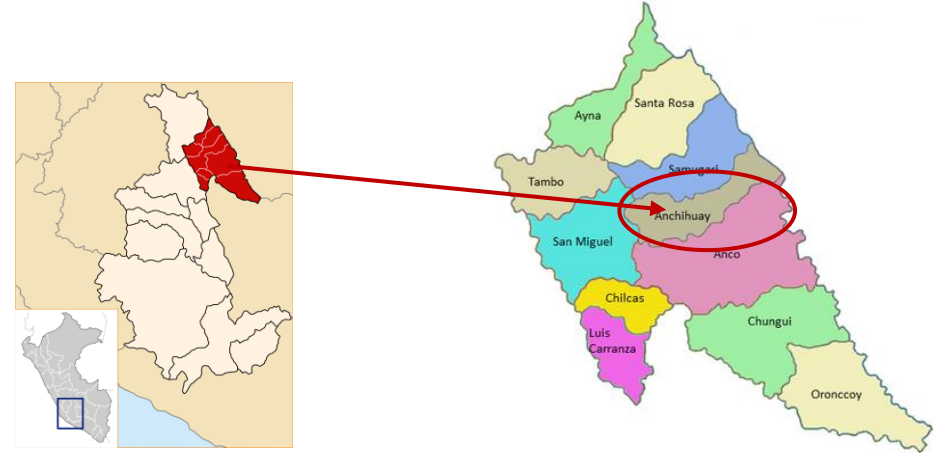 Santa Rosa
Ayna
Samugari
Tambo
Anchihuay
San Miguel
Anco
Chilcas
Chungui
Luis
Carranza
Oronccoy